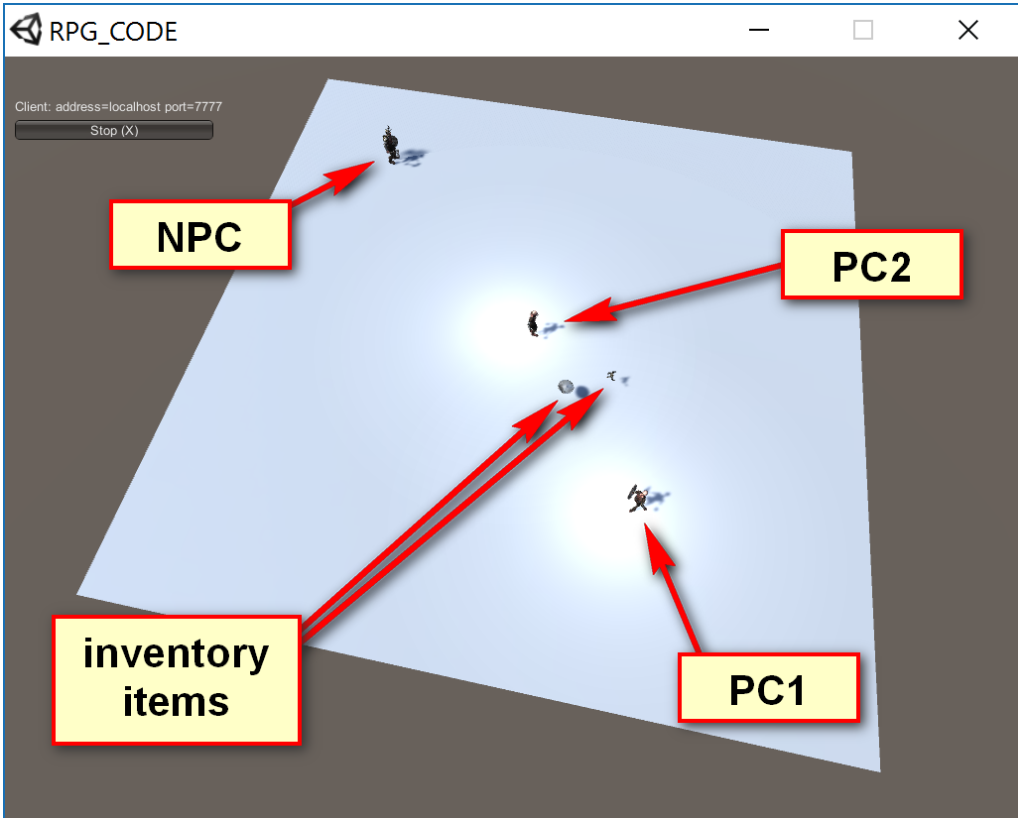 RPG_CODE
Client: address=localhost port=7777
Stop (X)
NPC
PC2
inventory
items
PC1